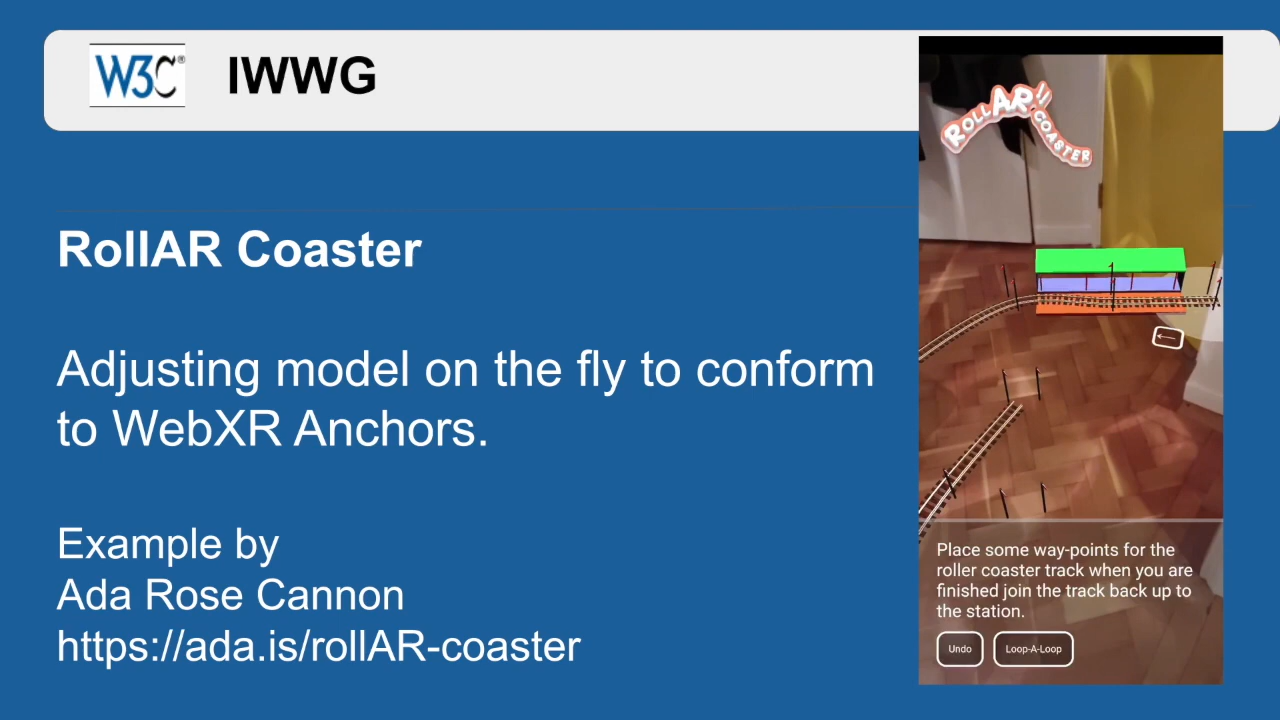 W3C®
IWWG
RollAR Coaster
Adjusting model on the fly to conform
to WebXR Anchors.
Example by
Ada Rose Cannon
https://ada.is/rollAR-coaster
ROLLAR!!
COASTER
Place some way-points for the
roller coaster track when you are
finished join the track back up to
the station.
Undo Loop-A-Loop